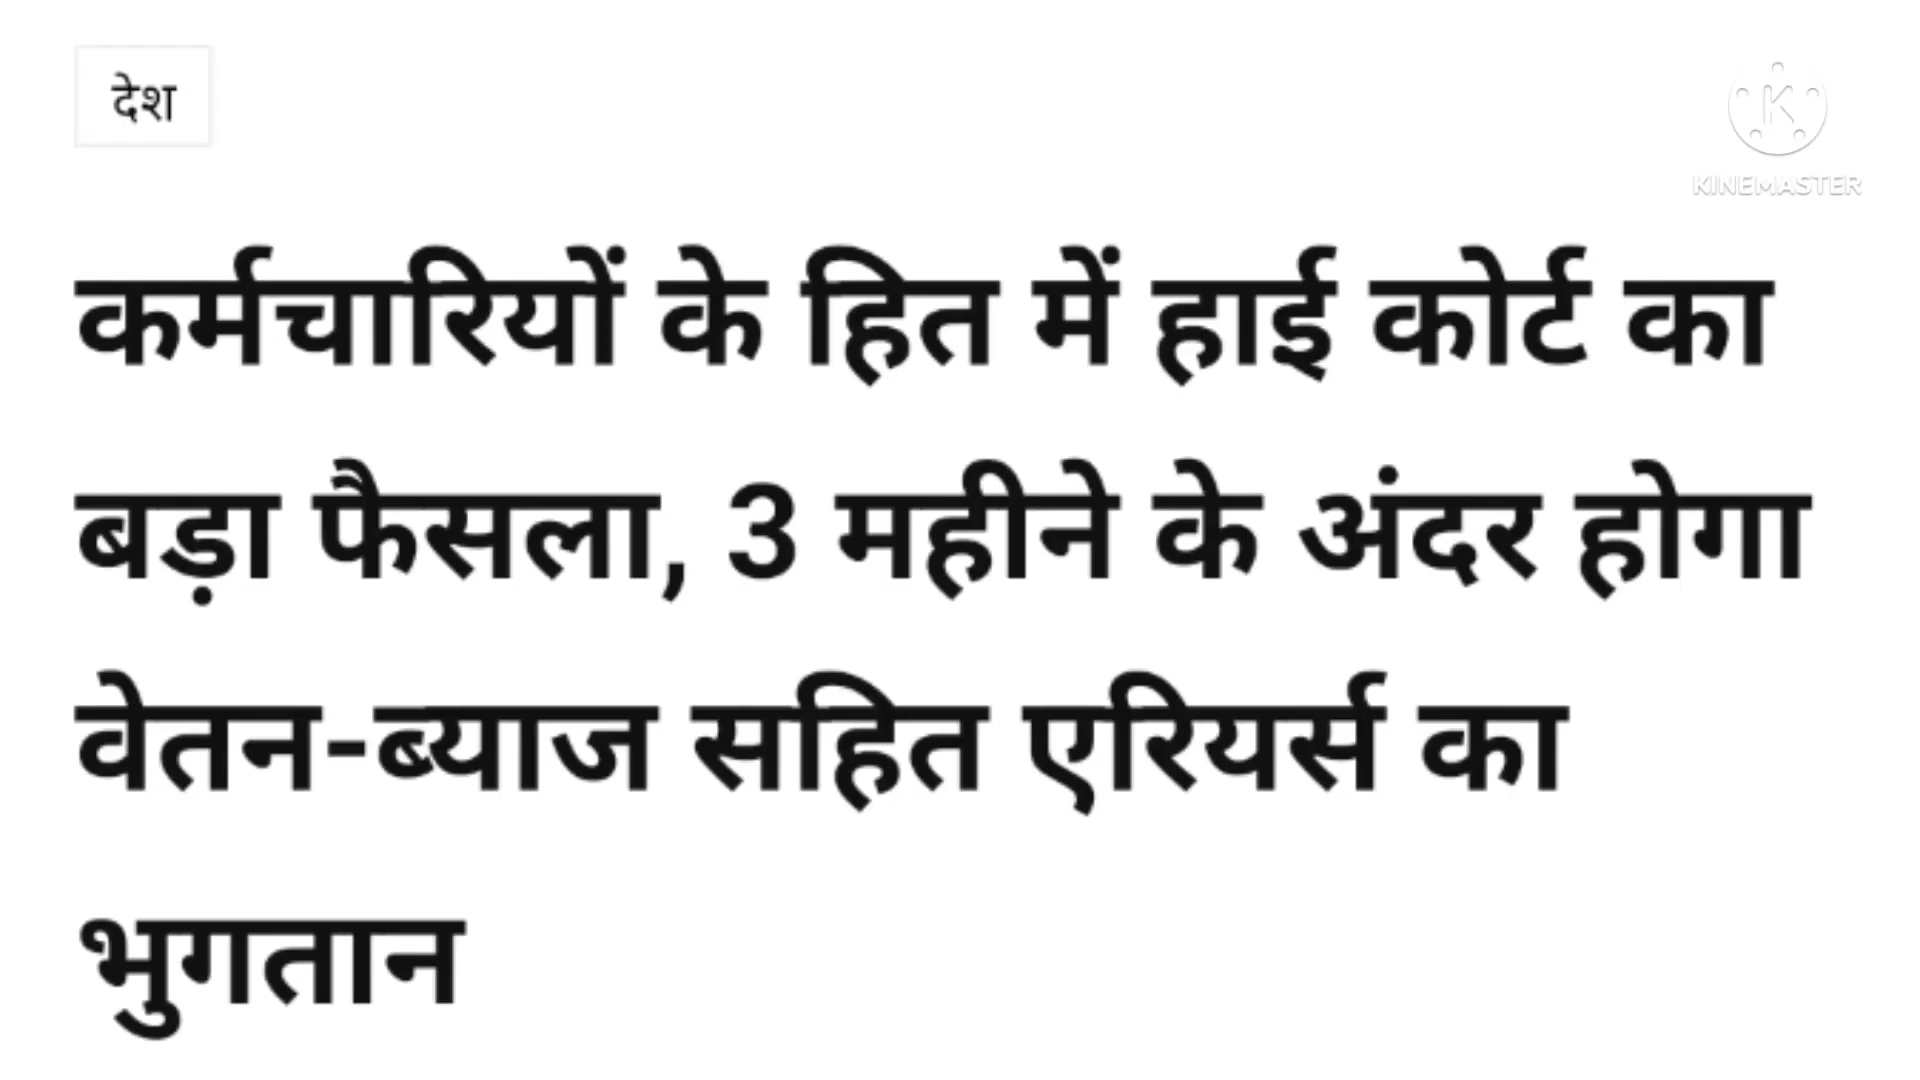 देश
KINEMASTER
कर्मचारियों के हित में हाई कोर्ट का
बड़ा फैसला, 3 महीने के अंदर होगा
वेतन-ब्याज सहित एरियर्स का
भुगतान